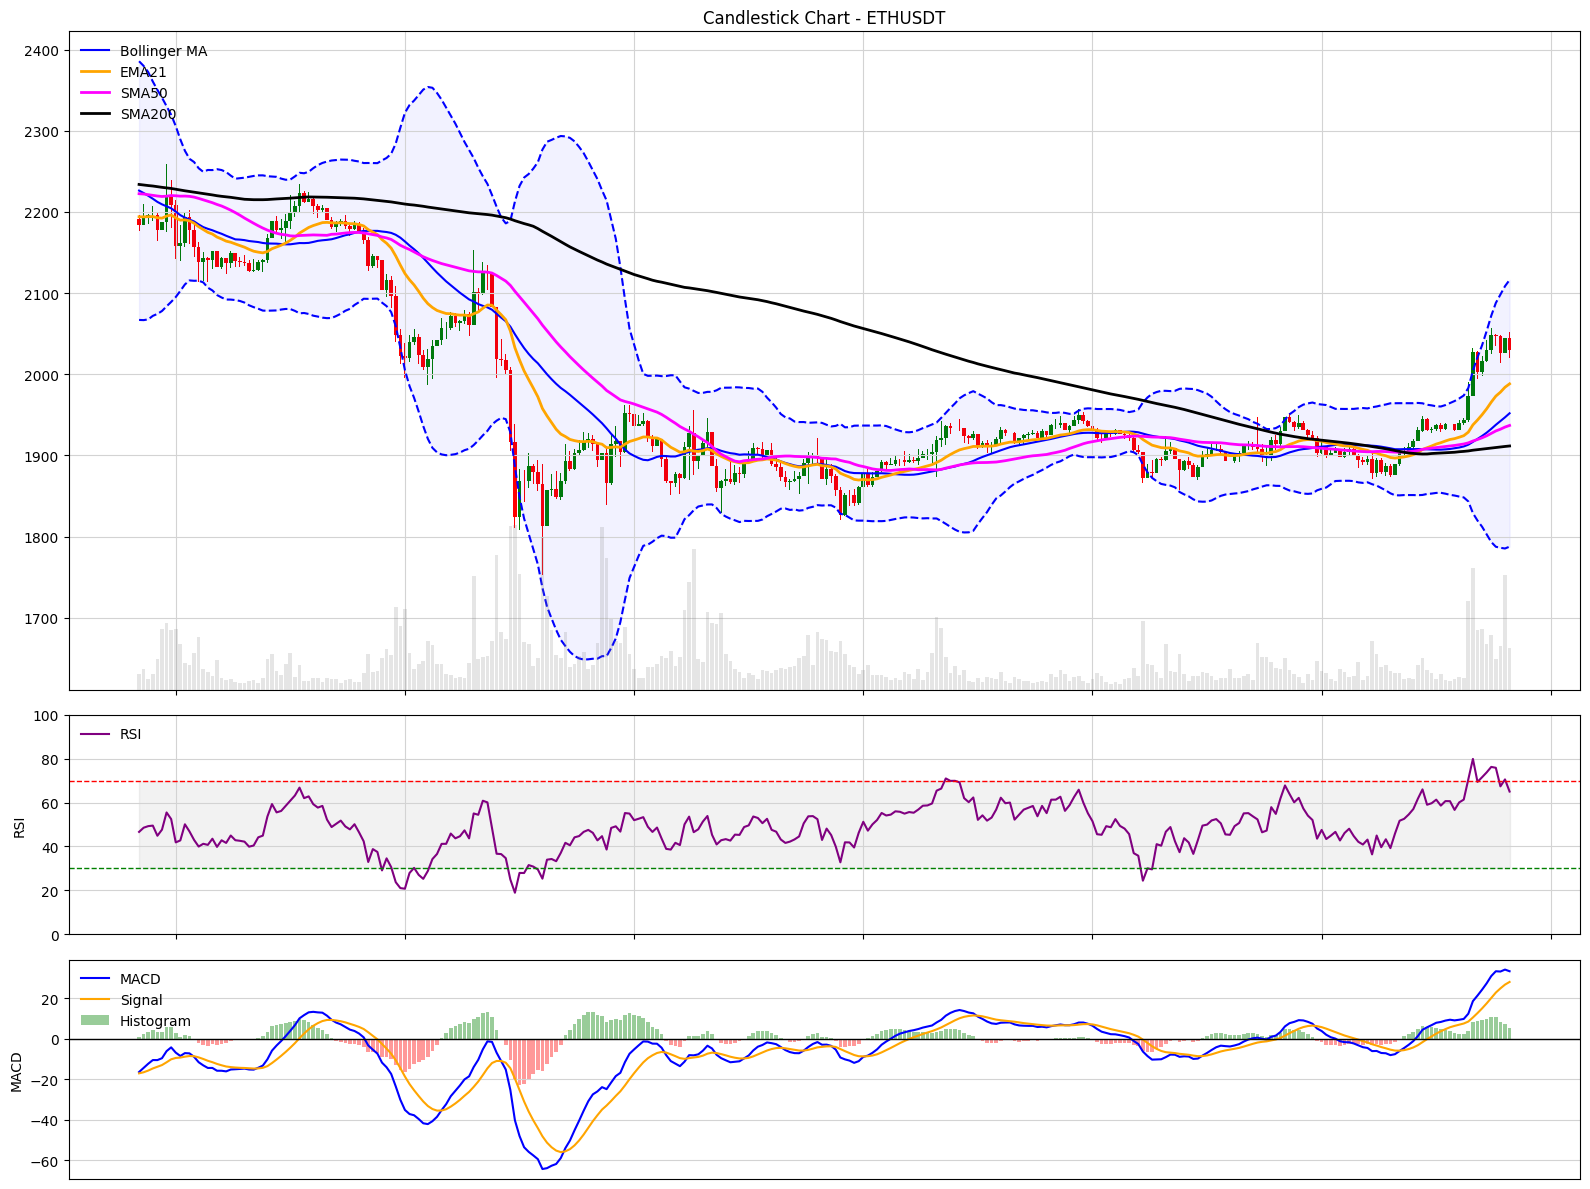 Candlestick Chart - ETHUSDT
2400
2300
2200
2100
2000
1900
1800
1700
Bollinger MA
EMA21
SMA50
SMA200
100
80
60
40
20
0
RSI
RSI
20
0
−20
−40
−60
MACD
MACD
Signal
Histogram